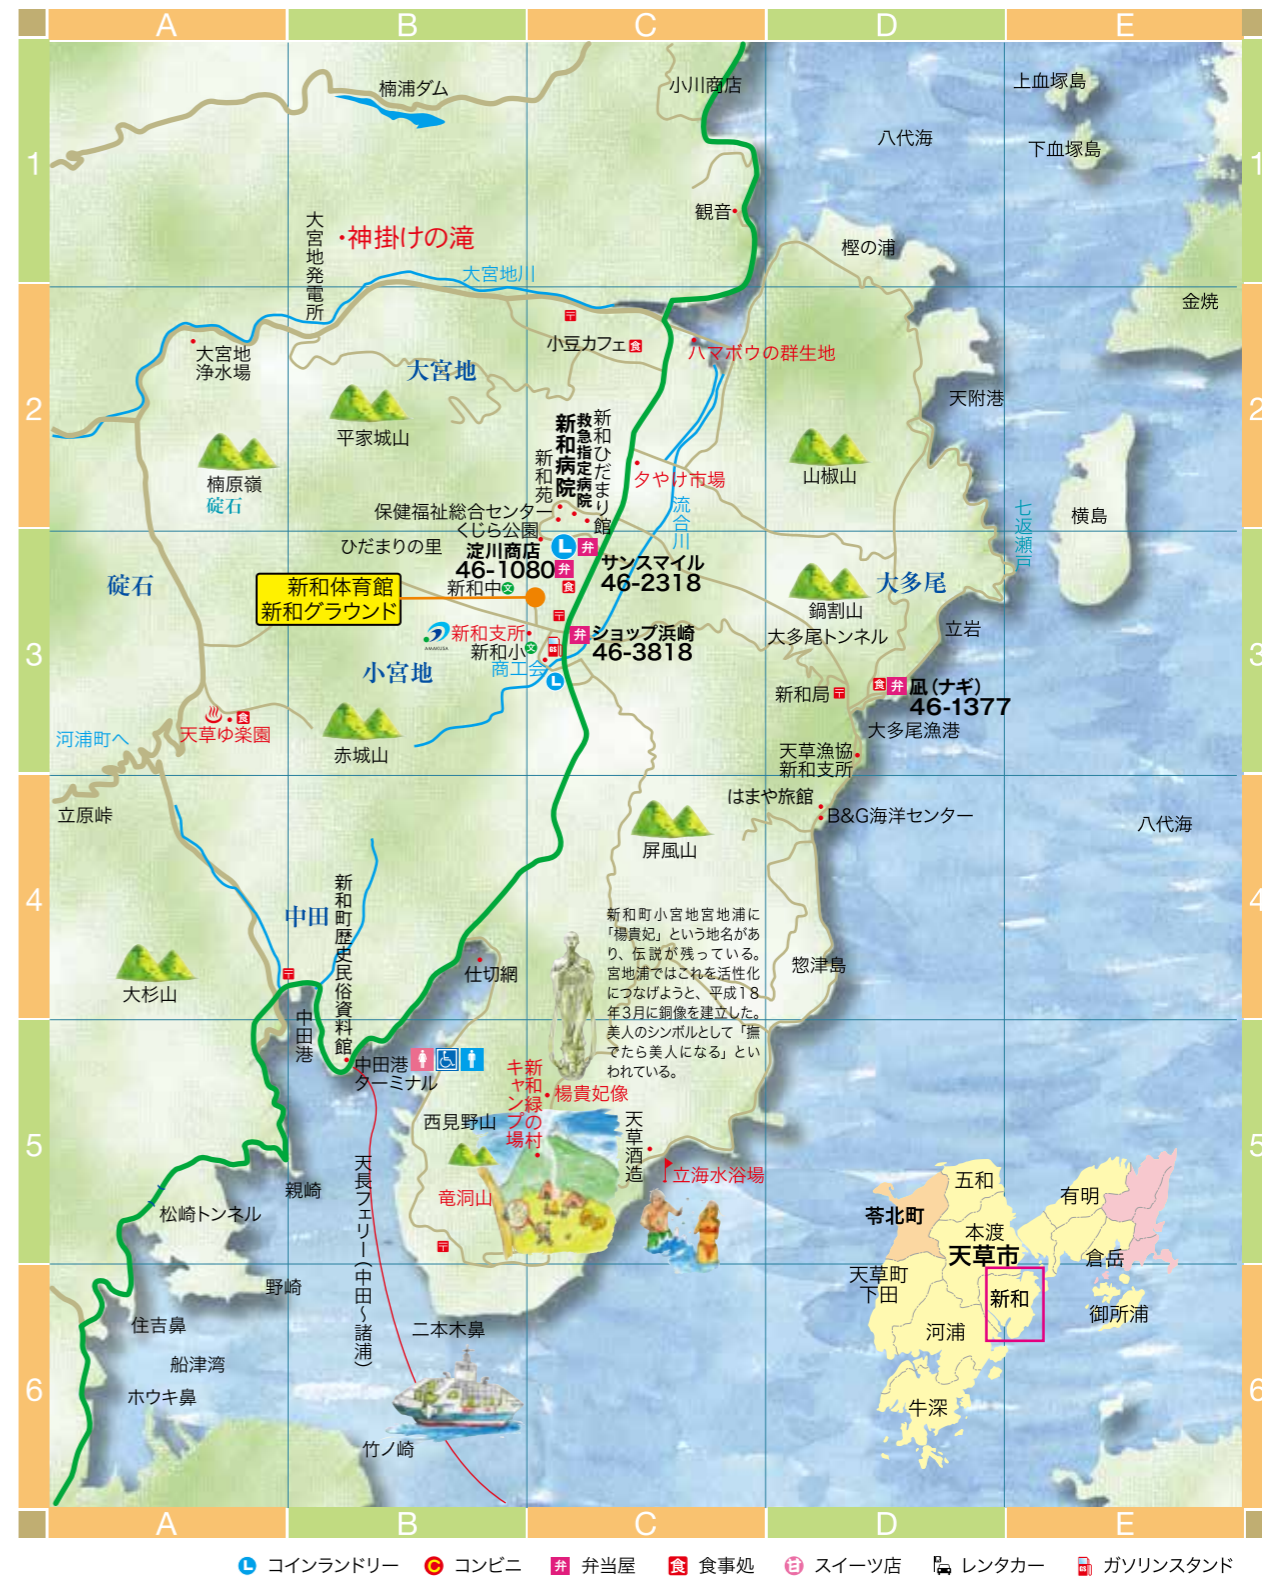 A B C D E
1 1
2 2
3 3
4 4
5 5
6 6
楠浦ダム
小川商店
上血塚島
八代海
下血塚島
観音
大宮地発電所
神掛けの滝
樫の浦
大宮地川
金焼
大宮地
浄水場
小豆カフェ
食
ハマボウの群生地
大宮地
天附港
平家城山
楠原嶺
碇石
新和苑
新和病院
救急指定病院
新和ひだまり館
夕やけ市場
山椒山
流合川
七返瀬戸
横島
保健福祉総合センター
くじら公園
ひだまりの里
淀川商店
46-1080
弁
L
弁
サンスマイル
46-2318
碇石
新和体育館
新和グラウンド
新和中
文
食
鍋割山
大多尾
立岩
大多尾トンネル
新和支所
新和小
文
GS
弁
ショップ浜崎
46-3818
商工会
L
小宮地
新和局
食
弁
凪(ナギ)
46-1377
大多尾漁港
天草漁協
新和支所
食
天草ゆ楽園
河浦町へ
赤城山
立原峠
はまや旅館
B&G海洋センター
屏風山
八代海
中田
新和町歴史民俗資料館
大杉山
仕切網
惣津島
新和町小宮地宮地浦に
「楊貴妃」という地名があ
り、伝説が残っている。
宮地浦ではこれを活性化
につなげようと、平成18
年3月に銅像を建立した。
美人のシンボルとして「撫
でたら美人になる」とい
われている。
中田港
中田港
ターミナル
新和緑の村
キャンプ場
楊貴妃像
西見野山
天草酒造
立海水浴場
竜洞山
親崎
松崎トンネル
天長フェリー(中田〜諸浦)
野崎
住吉鼻
船津湾
ホウキ鼻
二本木鼻
竹ノ崎
五和
有明
苓北町
本渡
天草市
倉岳
天草町
下田
新和
御所浦
河浦
牛深
A B C D E
L コインランドリー
C コンビニ
弁 弁当屋
食 食事処
甘 スイーツ店
レンタカー
GS ガソリンスタンド